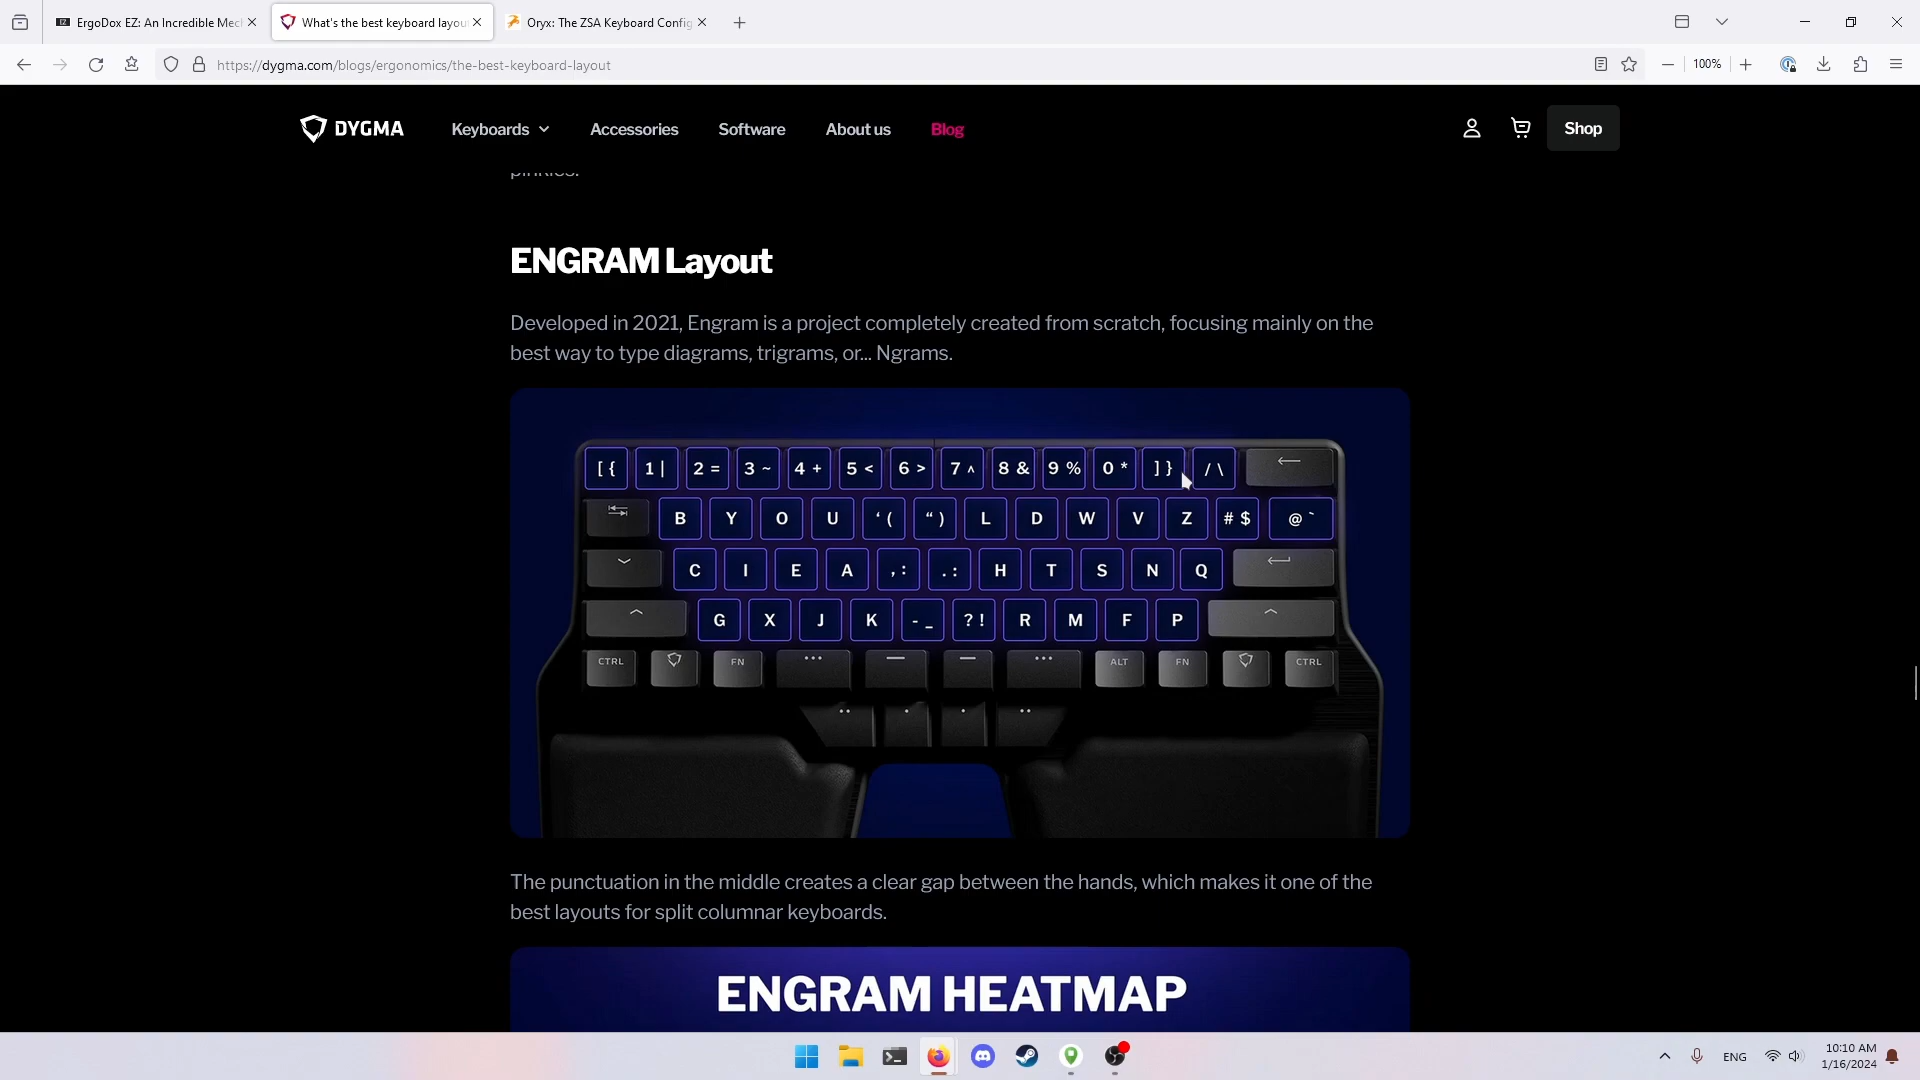 ErgoDox EZ: An Incredible Mec
What's the best keyboard layou
Oryx: The ZSA Keyboard Config
https://dygma.com/blogs/ergonomics/the-best-keyboard-layout
100%
DYGMA
Keyboards
Accessories
Software
About us
Blog
Shop
pinkies.
ENGRAM Layout
Developed in 2021, Engram is a project completely created from scratch, focusing mainly on the
best way to type diagrams, trigrams, or... Ngrams.
[ { 1 | 2 = 3 ~ 4 + 5 < 6 > 7 ^ 8 & 9 % 0 * ] } / \
B Y O U ‘ ( “ ) L D W V Z # $ @ `
C I E A , : . : H T S N Q
G X J K - _ ? ! R M F P
CTRL FN ALT FN CTRL
The punctuation in the middle creates a clear gap between the hands, which makes it one of the
best layouts for split columnar keyboards.
ENGRAM HEATMAP
ENG
10:10 AM
1/16/2024